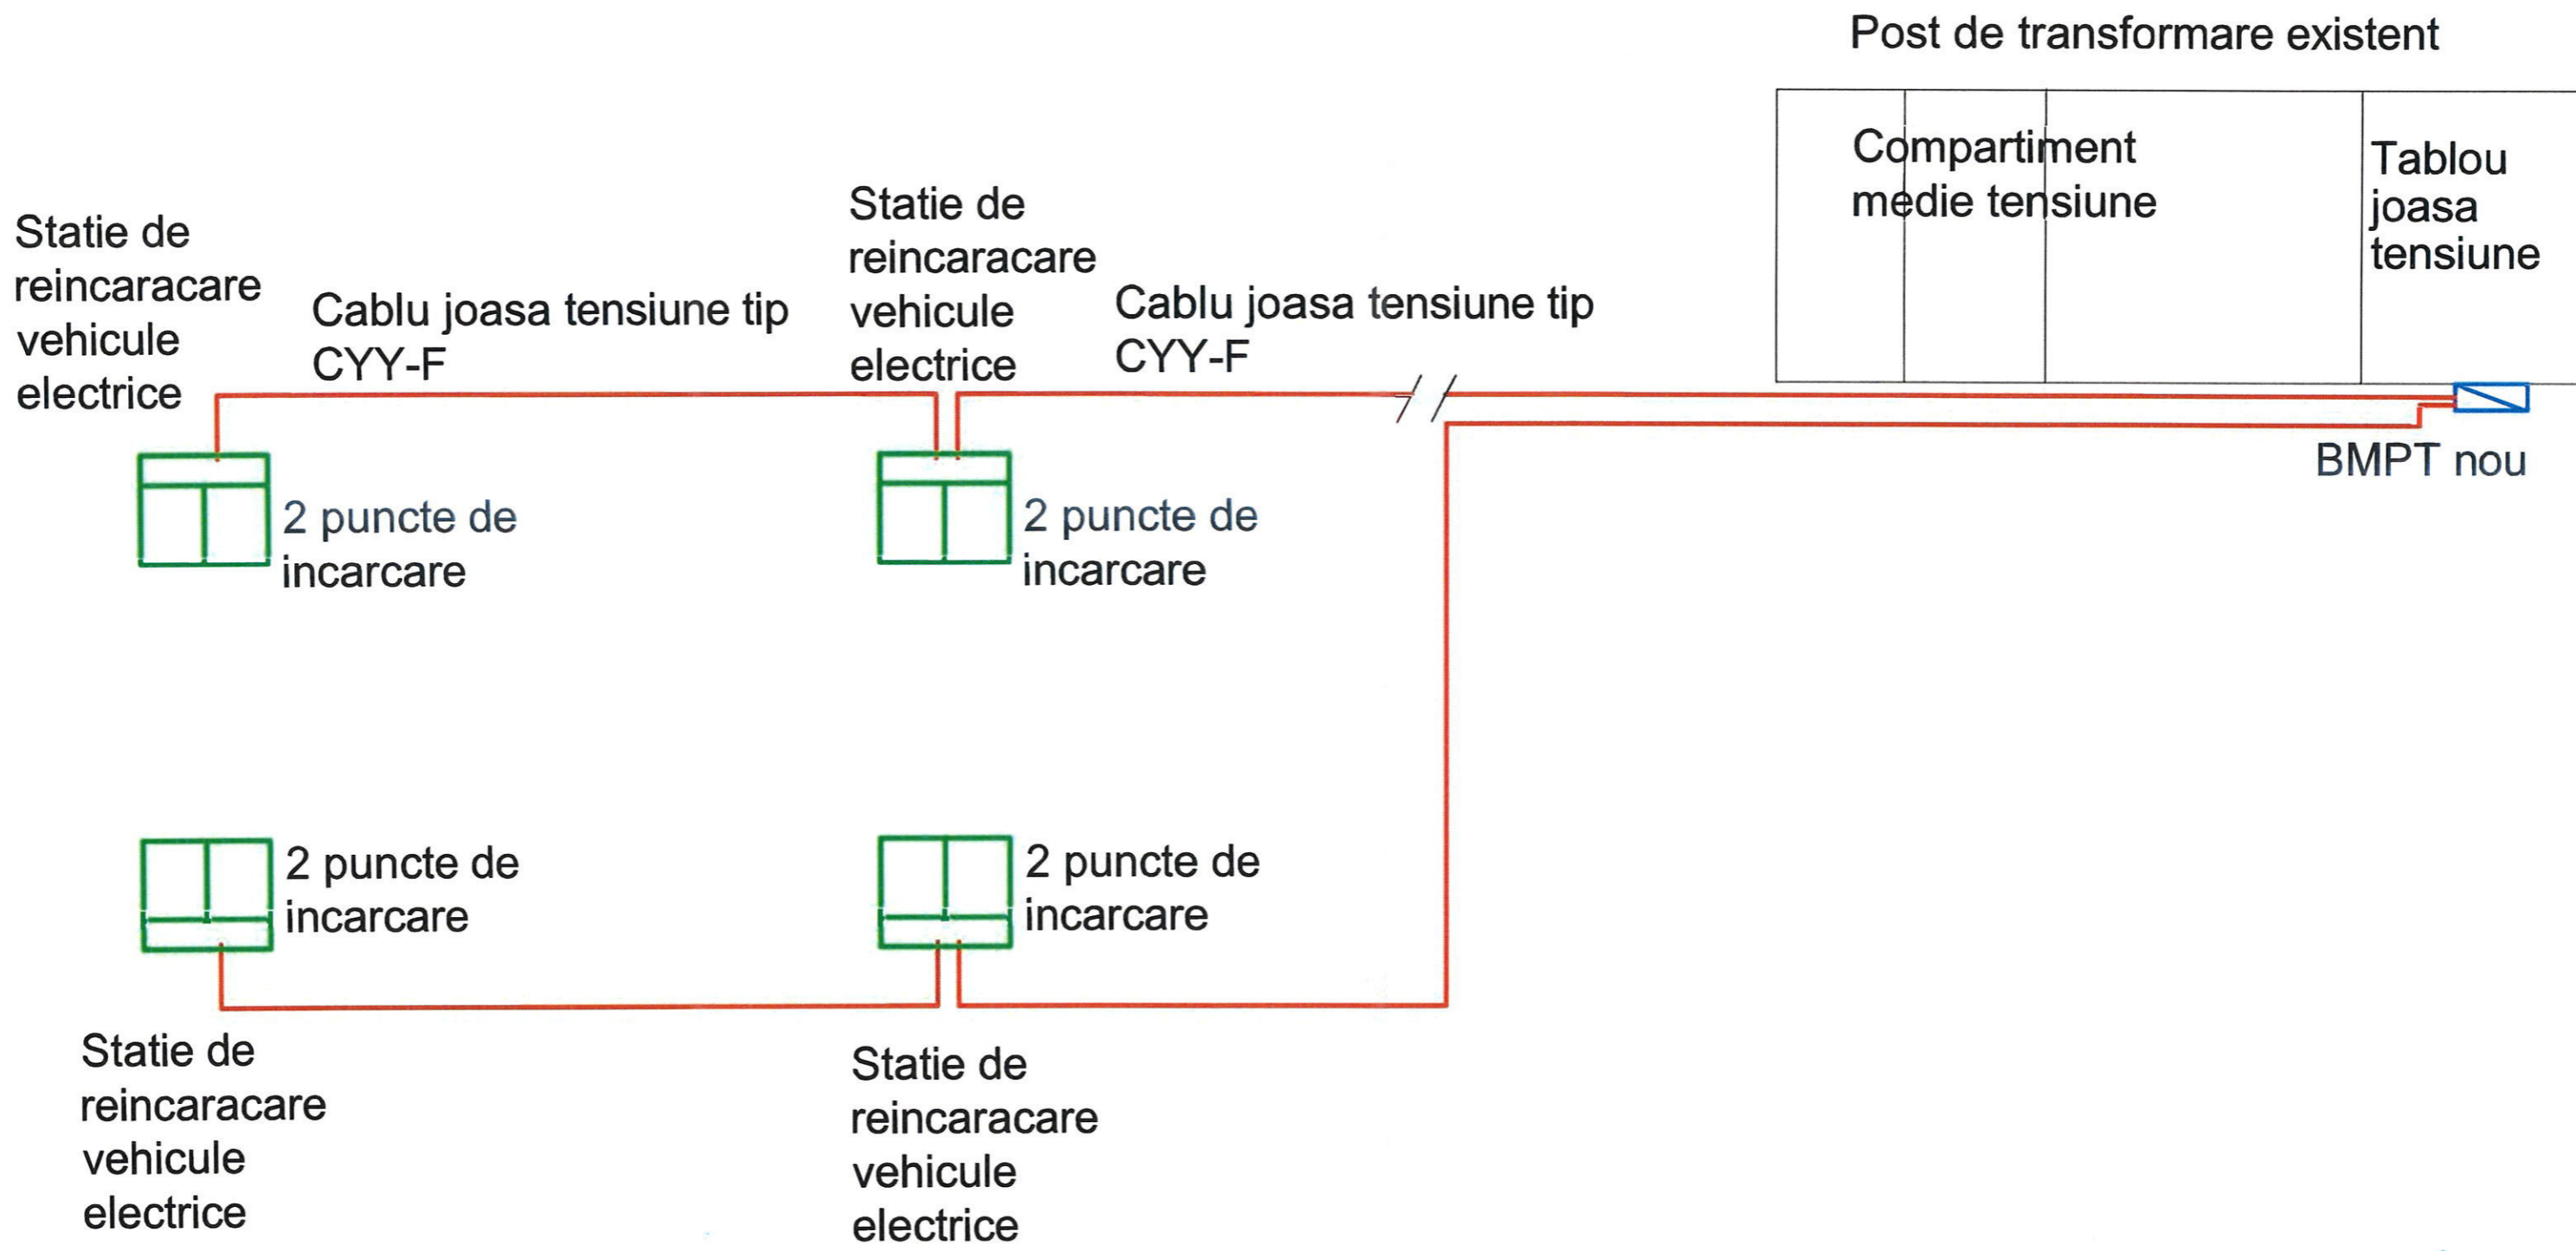 Post de transformare existent
Compartiment
medie tensiune
Tablou
joasa
tensiune
Statie de
reincaracare
vehicule
electrice
Cablu joasa tensiune tip
CYY-F
Statie de
reincaracare
vehicule
electrice
Cablu joasa tensiune tip
CYY-F
BMPT nou
2 puncte de
incarcare
2 puncte de
incarcare
2 puncte de
incarcare
2 puncte de
incarcare
Statie de
reincaracare
vehicule
electrice
Statie de
reincaracare
vehicule
electrice